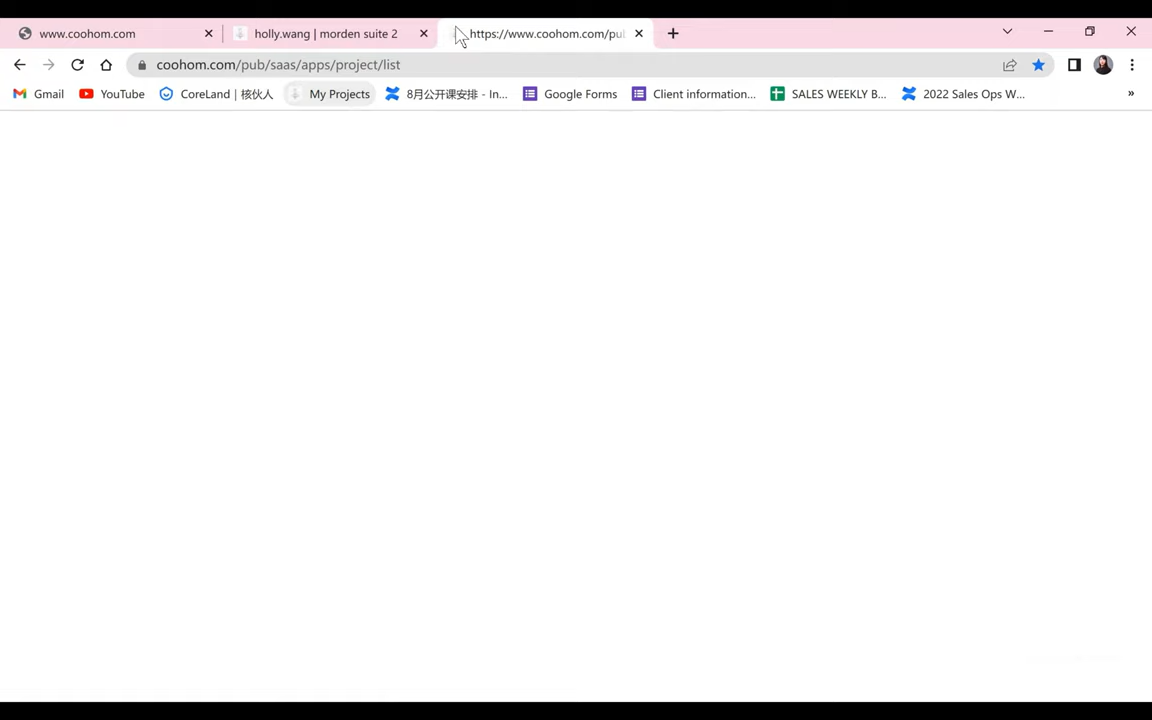 www.coohom.com
holly.wang | morden suite 2
https://www.coohom.com/pu
coohom.com/pub/saas/apps/project/list
Gmail
YouTube
CoreLand | 核伙人
My Projects
8月公开课安排 - In...
Google Forms
Client information...
SALES WEEKLY B...
2022 Sales Ops W...
»